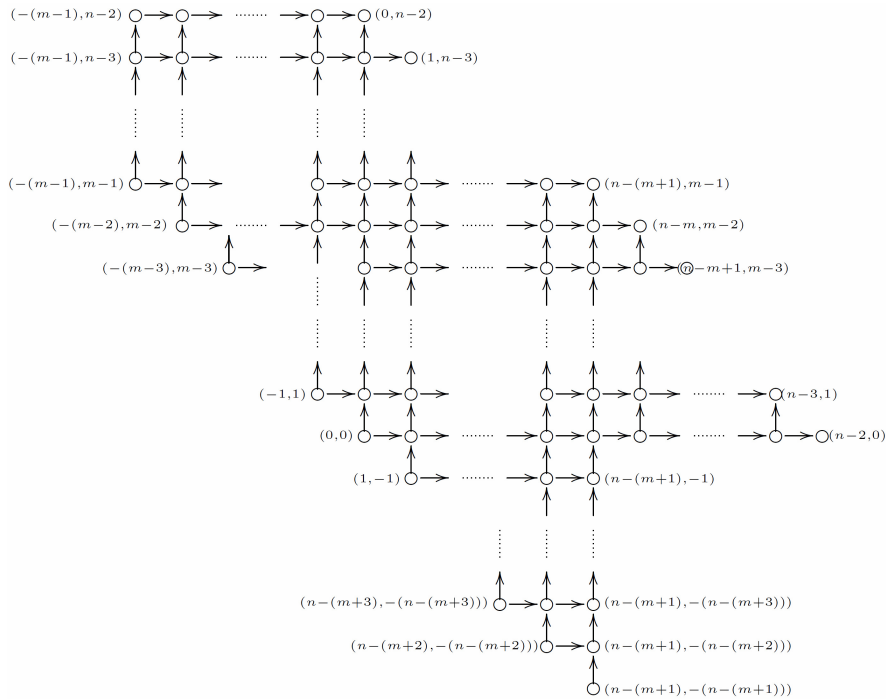 (−(m−1),n−2) (0,n−2)
(−(m−1),n−3) (1,n−3)
(−(m−1),m−1) (n−(m+1),m−1)
(−(m−2),m−2) (n−m,m−2)
(−(m−3),m−3) (n−m+1,m−3)
(−1,1) (n−3,1)
(0,0) (n−2,0)
(1,−1) (n−(m+1),−1)
(n−(m+3),−(n−(m+3))) (n−(m+1),−(n−(m+3)))
(n−(m+2),−(n−(m+2))) (n−(m+1),−(n−(m+2)))
(n−(m+1),−(n−(m+1)))